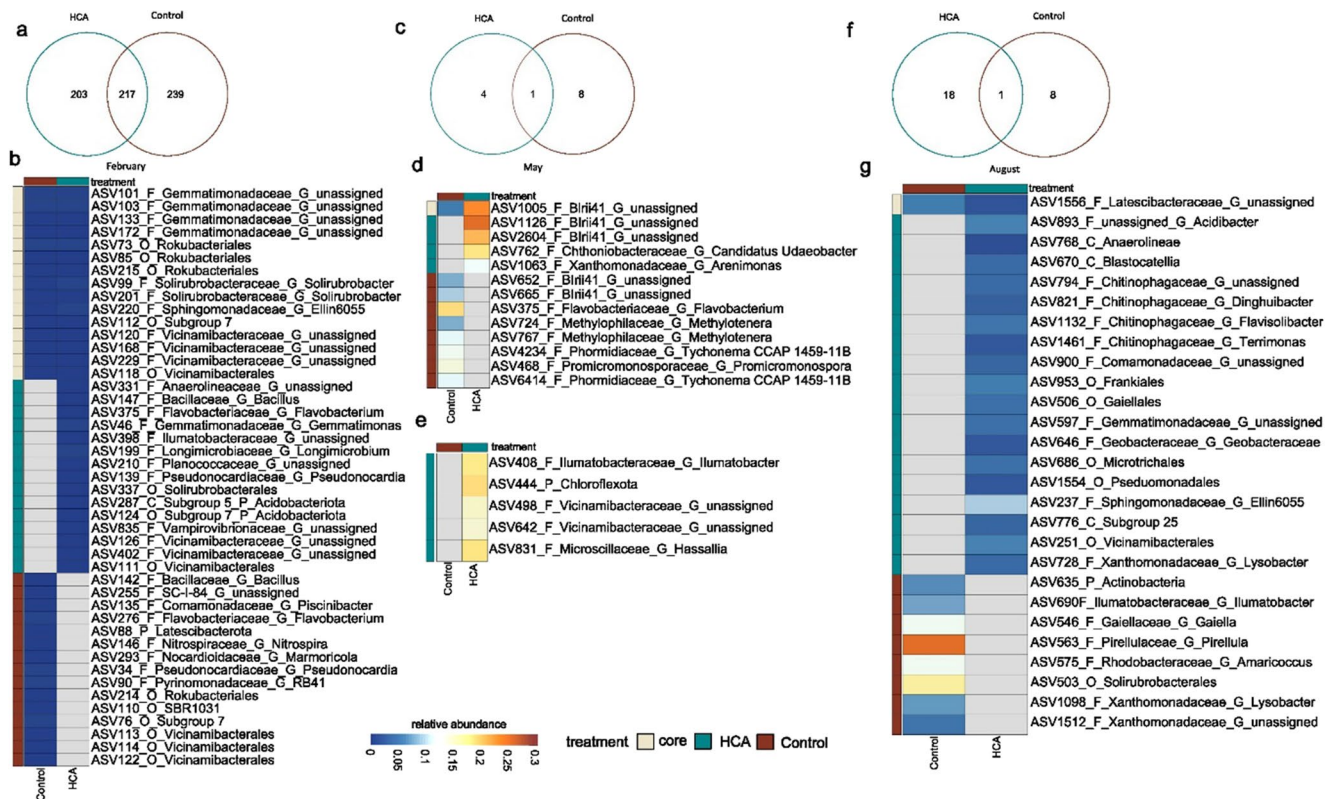 a
HCA
Control
203
217
239
b
February
treatment
ASV101_F_Gemmatimonadaceae_G_unassigned
ASV103_F_Gemmatimonadaceae_G_unassigned
ASV133_F_Gemmatimonadaceae_G_unassigned
ASV172_F_Gemmatimonadaceae_G_unassigned
ASV73_O_Rokubacteriales
ASV85_O_Rokubacteriales
ASV215_O_Rokubacteriales
ASV99_F_Solirubrobacteraceae_G_Solirubrobacter
ASV201_F_Solirubrobacteraceae_G_Solirubrobacter
ASV220_F_Sphingomonadaceae_G_Ellin6055
ASV112_O_Subgroup 7
ASV120_F_Vicinamibacteraceae_G_unassigned
ASV168_F_Vicinamibacteraceae_G_unassigned
ASV229_F_Vicinamibacteraceae_G_unassigned
ASV118_O_Vicinamibacterales
ASV331_F_Anaerolineaceae_G_unassigned
ASV147_F_Bacillaceae_G_Bacillus
ASV375_F_Flavobacteriaceae_G_Flavobacterium
ASV46_F_Gemmatimonadaceae_G_Gemmatimonas
ASV398_F_Ilumatobacteraceae_G_unassigned
ASV199_F_Longimicrobiaceae_G_Longimicrobium
ASV210_F_Planococcaceae_G_unassigned
ASV139_F_Pseudonocardiaceae_G_Pseudonocardia
ASV337_O_Solirubrobacterales
ASV287_C_Subgroup 5_P_Acidobacteriota
ASV124_O_Subgroup 7_P_Acidobacteriota
ASV835_F_Vampirovibrionaceae_G_unassigned
ASV126_F_Vicinamibacteraceae_G_unassigned
ASV402_F_Vicinamibacteraceae_G_unassigned
ASV111_O_Vicinamibacterales
ASV142_F_Bacillaceae_G_Bacillus
ASV255_F_SC-I-84_G_unassigned
ASV135_F_Comamonadaceae_G_Piscinibacter
ASV276_F_Flavobacteriaceae_G_Flavobacterium
ASV88_P_Latescibacterota
ASV146_F_Nitrospiraceae_G_Nitrospira
ASV293_F_Nocardioidaceae_G_Marmoricola
ASV34_F_Pseudonocardiaceae_G_Pseudonocardia
ASV90_F_Pyrinomonadaceae_G_RB41
ASV214_O_Rokubacteriales
ASV110_O_SBR1031
ASV76_O_Subgroup 7
ASV113_O_Vicinamibacterales
ASV114_O_Vicinamibacterales
ASV122_O_Vicinamibacterales
Control
HCA
c
HCA
Control
4
1
8
d
May
treatment
ASV1005_F_BIrii41_G_unassigned
ASV1126_F_BIrii41_G_unassigned
ASV2604_F_BIrii41_G_unassigned
ASV762_F_Chthoniobacteraceae_G_Candidatus Udaeobacter
ASV1063_F_Xanthomonadaceae_G_Arenimonas
ASV652_F_BIrii41_G_unassigned
ASV665_F_BIrii41_G_unassigned
ASV375_F_Flavobacteriaceae_G_Flavobacterium
ASV724_F_Methylophilaceae_G_Methylotenera
ASV767_F_Methylophilaceae_G_Methylotenera
ASV4234_F_Phormidiaceae_G_Tychonema CCAP 1459-11B
ASV468_F_Promicromonosporaceae_G_Promicromonospora
ASV6414_F_Phormidiaceae_G_Tychonema CCAP 1459-11B
Control
HCA
e
treatment
ASV408_F_Ilumatobacteraceae_G_Ilumatobacter
ASV444_P_Chloroflexota
ASV498_F_Vicinamibacteraceae_G_unassigned
ASV642_F_Vicinamibacteraceae_G_unassigned
ASV831_F_Microscillaceae_G_Hassallia
Control
HCA
relative abundance
0
0.05
0.1
0.15
0.2
0.25
0.3
treatment
core
HCA
Control
f
HCA
Control
18
1
8
g
August
treatment
ASV1556_F_Latescibacteraceae_G_unassigned
ASV893_F_unassigned_G_Acidibacter
ASV768_C_Anaerolineae
ASV670_C_Blastocatellia
ASV794_F_Chitinophagaceae_G_unassigned
ASV821_F_Chitinophagaceae_G_Dinghuibacter
ASV1132_F_Chitinophagaceae_G_Flavisolibacter
ASV1461_F_Chitinophagaceae_G_Terrimonas
ASV900_F_Comamonadaceae_G_unassigned
ASV953_O_Frankiales
ASV506_O_Gaiellales
ASV597_F_Gemmatimonadaceae_G_unassigned
ASV646_F_Geobacteraceae_G_Geobacteraceae
ASV686_O_Microtrichales
ASV1554_O_Pseduomonadales
ASV237_F_Sphingomonadaceae_G_Ellin6055
ASV776_C_Subgroup 25
ASV251_O_Vicinamibacterales
ASV728_F_Xanthomonadaceae_G_Lysobacter
ASV635_P_Actinobacteria
ASV690F_Ilumatobacteraceae_G_Ilumatobacter
ASV546_F_Gaiellaceae_G_Gaiella
ASV563_F_Pirellulaceae_G_Pirellula
ASV575_F_Rhodobacteraceae_G_Amaricoccus
ASV503_O_Solirubrobacterales
ASV1098_F_Xanthomonadaceae_G_Lysobacter
ASV1512_F_Xanthomonadaceae_G_unassigned
Control
HCA